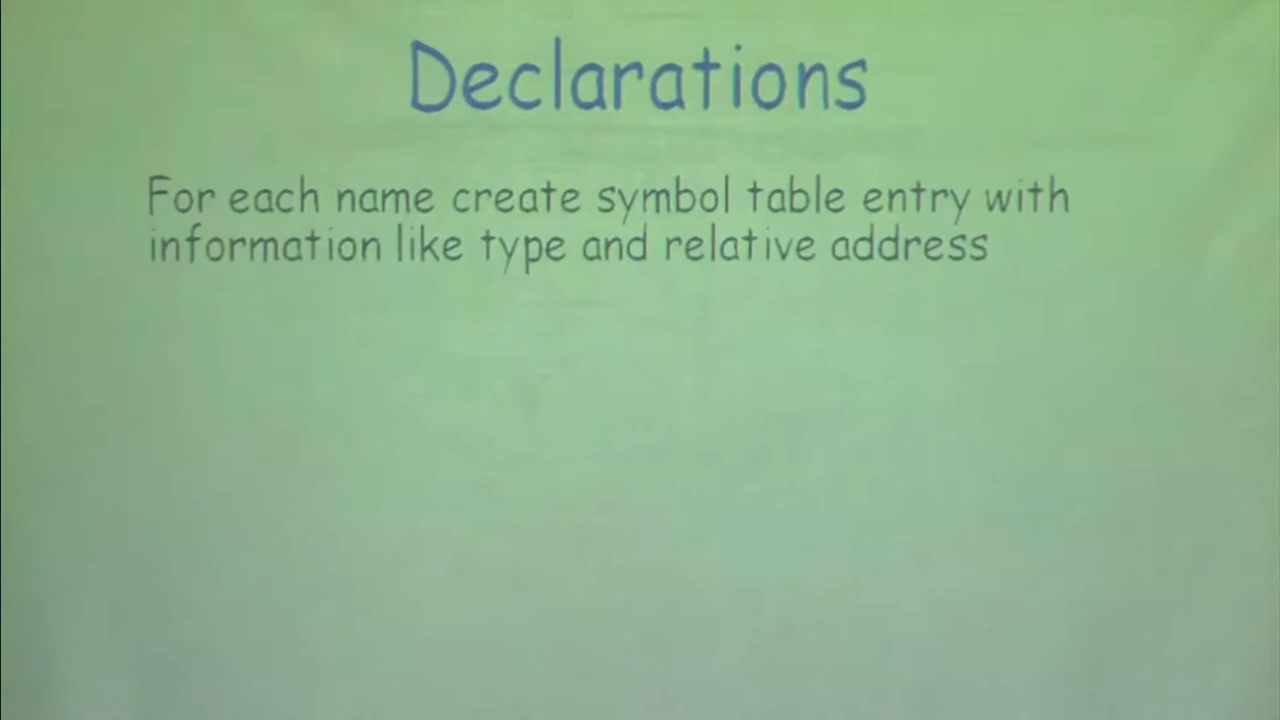 Declarations
For each name create symbol table entry with
information like type and relative address